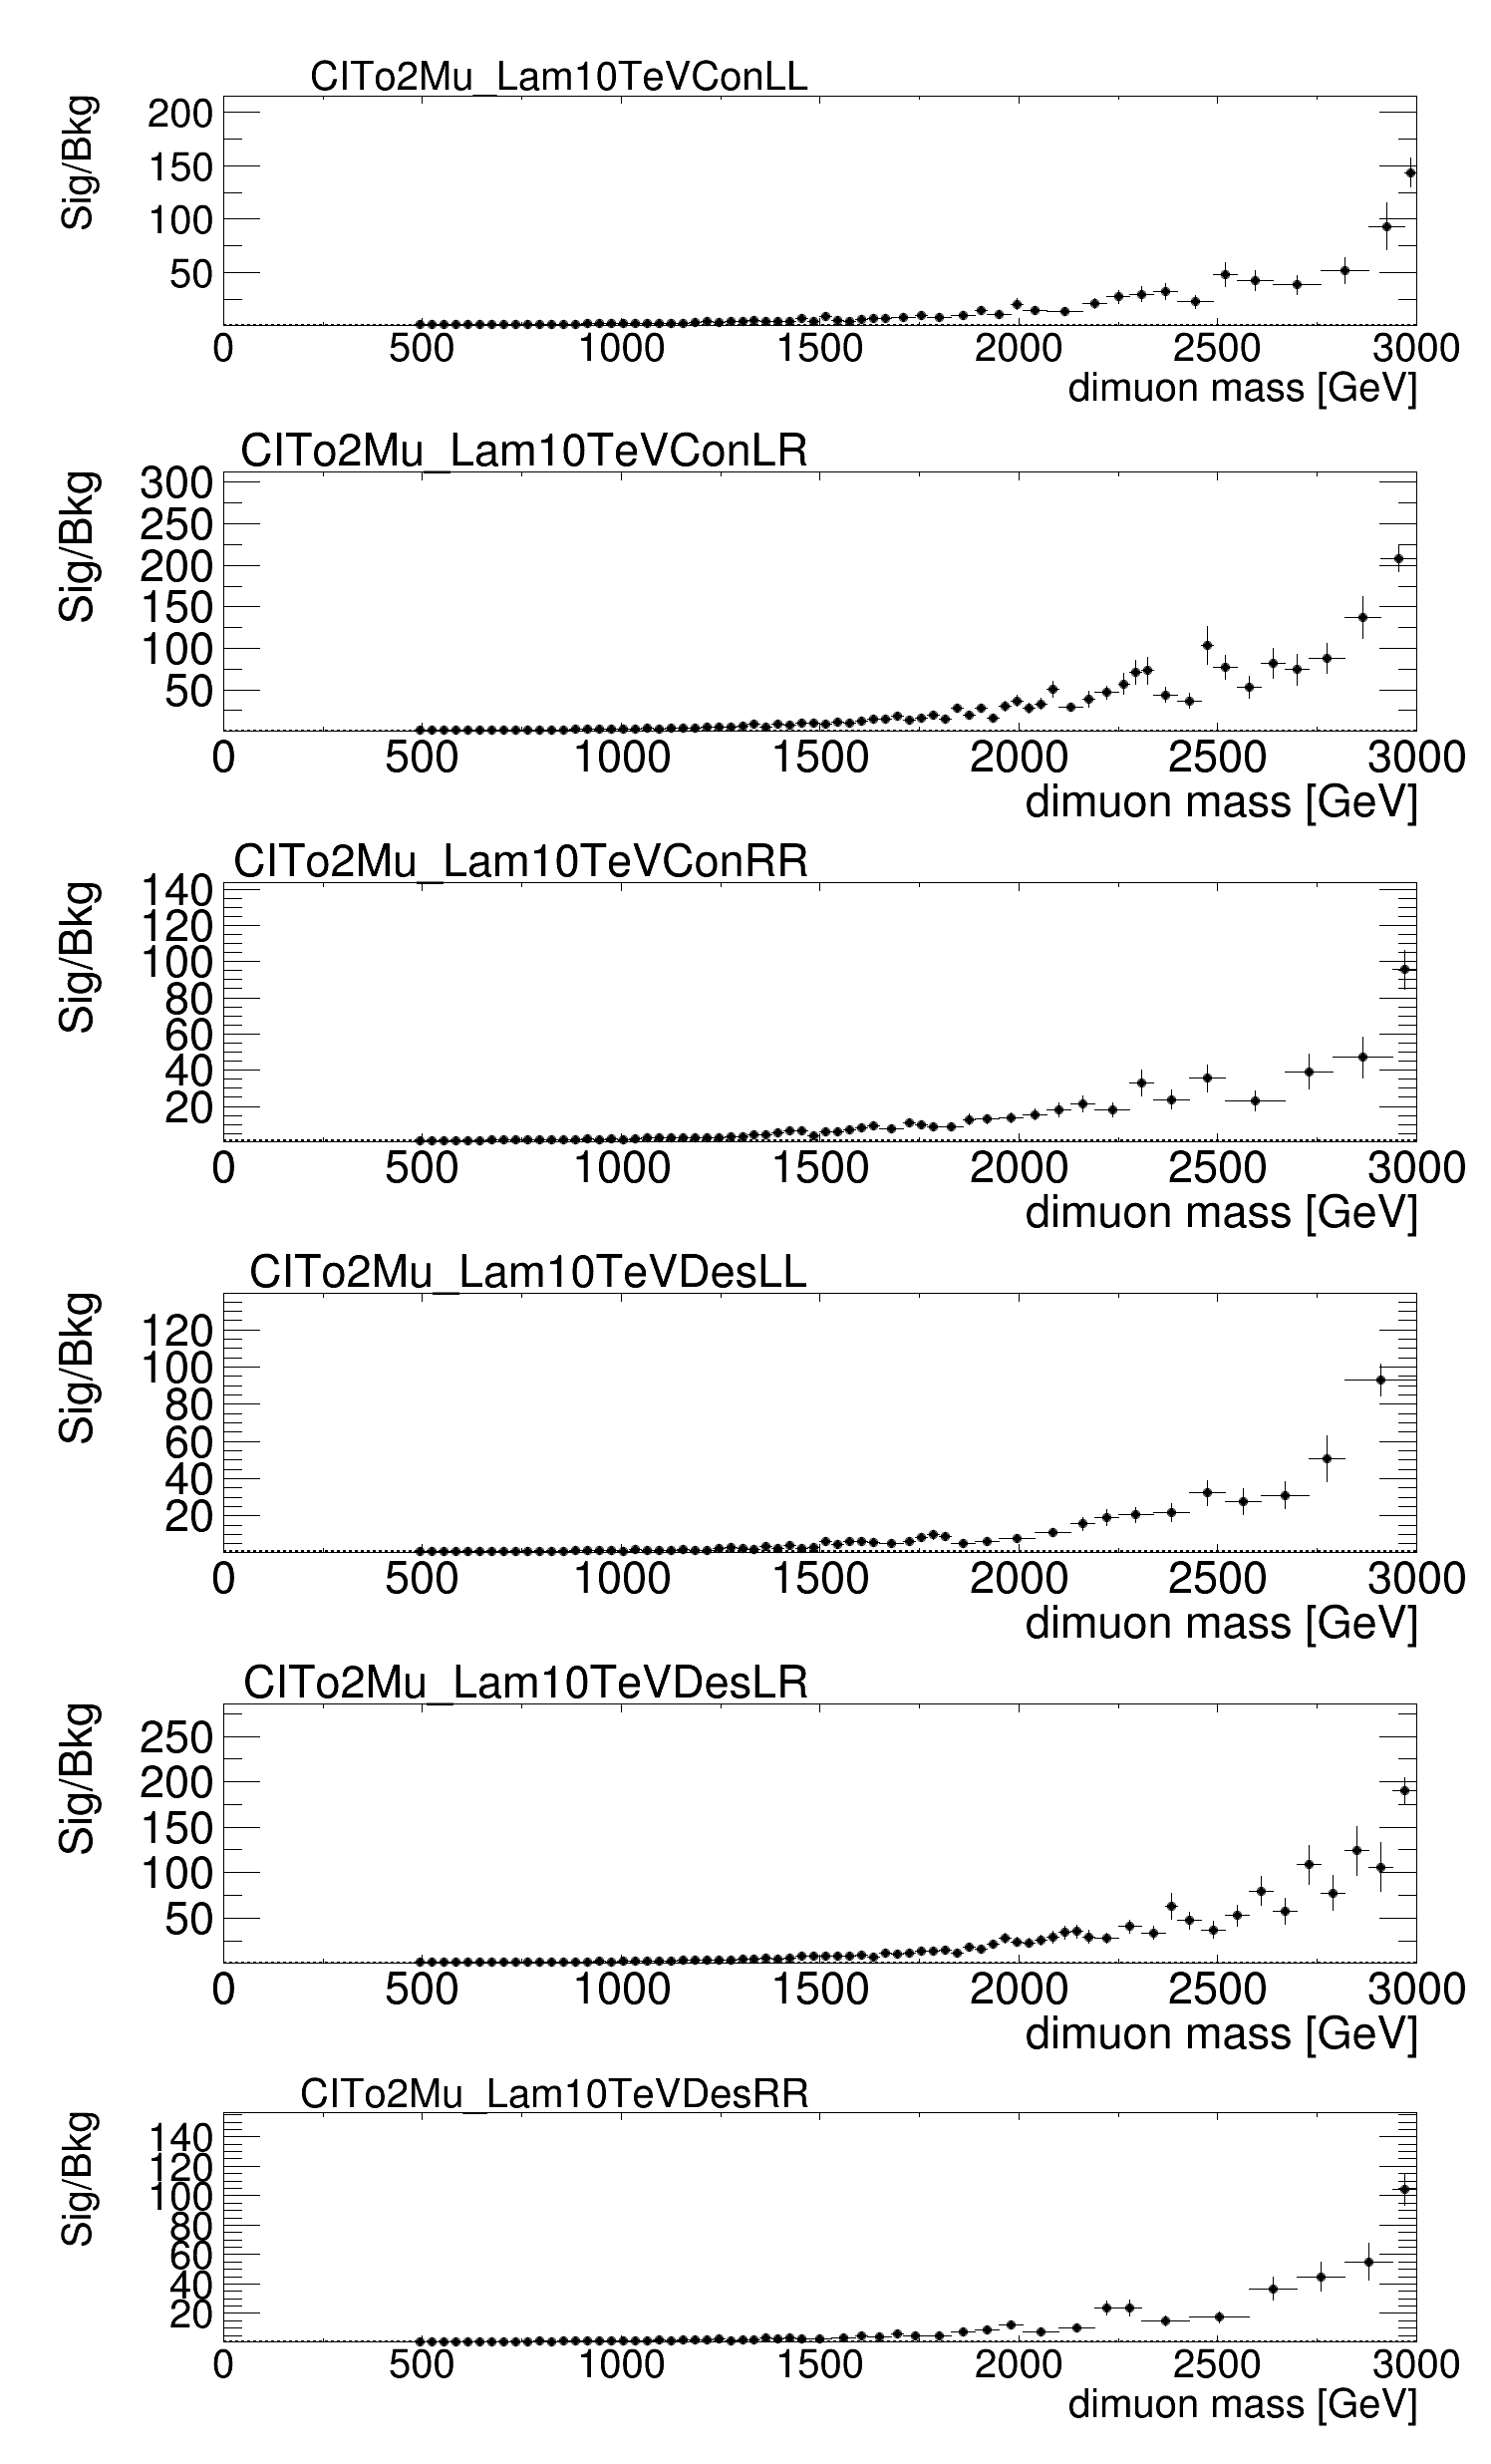 CITo2Mu_Lam10TeVConLL
Sig/Bkg
200
150
100
50
0 500 1000 1500 2000 2500 3000
dimuon mass [GeV]
CITo2Mu_Lam10TeVConLR
Sig/Bkg
300
250
200
150
100
50
0 500 1000 1500 2000 2500 3000
dimuon mass [GeV]
CITo2Mu_Lam10TeVConRR
Sig/Bkg
140
120
100
80
60
40
20
0 500 1000 1500 2000 2500 3000
dimuon mass [GeV]
CITo2Mu_Lam10TeVDesLL
Sig/Bkg
120
100
80
60
40
20
0 500 1000 1500 2000 2500 3000
dimuon mass [GeV]
CITo2Mu_Lam10TeVDesLR
Sig/Bkg
250
200
150
100
50
0 500 1000 1500 2000 2500 3000
dimuon mass [GeV]
CITo2Mu_Lam10TeVDesRR
Sig/Bkg
140
120
100
80
60
40
20
0 500 1000 1500 2000 2500 3000
dimuon mass [GeV]